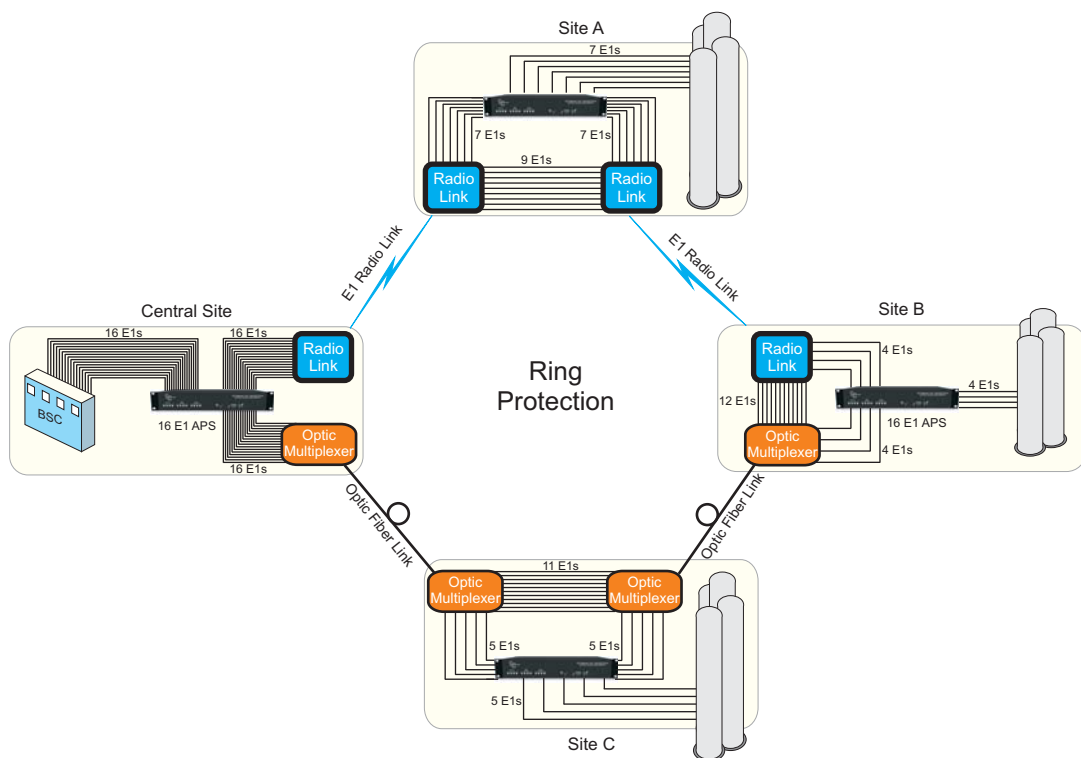 Site A
7 E1s
7 E1s
7 E1s
9 E1s
Radio
Link
Radio
Link
E1 Radio Link
E1 Radio Link
Central Site
16 E1s
16 E1s
Radio
Link
BSC
16 E1 APS
Optic
Multiplexer
16 E1s
Ring
Protection
Site B
Radio
Link
4 E1s
4 E1s
12 E1s
16 E1 APS
Optic
Multiplexer
4 E1s
Optic Fiber Link
Optic Fiber Link
Optic
Multiplexer
11 E1s
Optic
Multiplexer
5 E1s
5 E1s
5 E1s
Site C